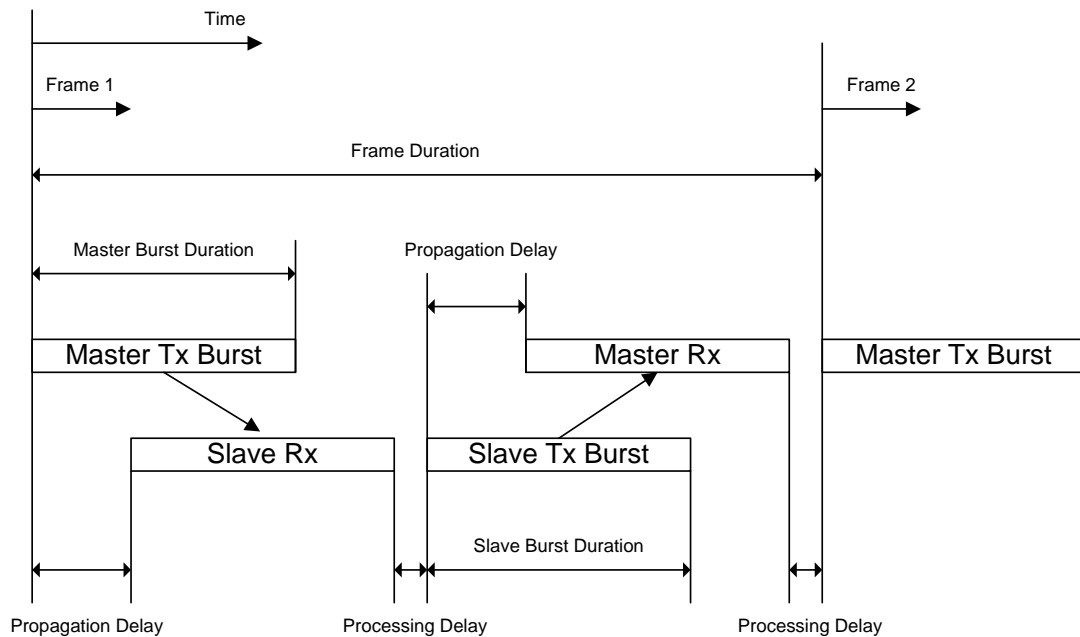 Time
Frame 1
Frame 2
Frame Duration
Master Burst Duration
Propagation Delay
Master Tx Burst
Master Rx
Master Tx Burst
Slave Rx
Slave Tx Burst
Slave Burst Duration
Propagation Delay
Processing Delay
Processing Delay